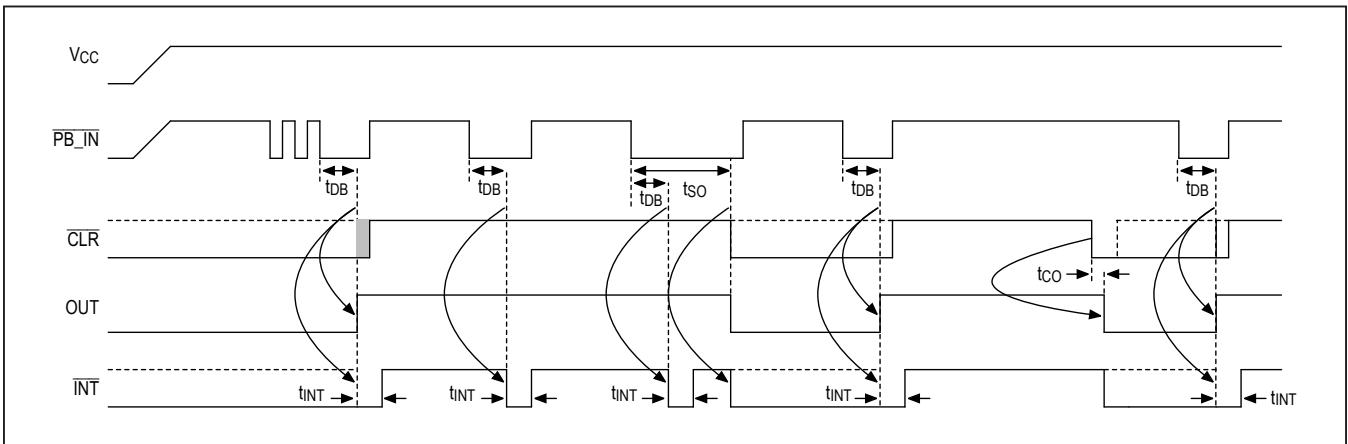 VCC
PB_IN
tDB
tDB
tDB
tSO
tDB
tDB
CLR
tCO
OUT
INT
tINT
tINT
tINT
tINT
tINT